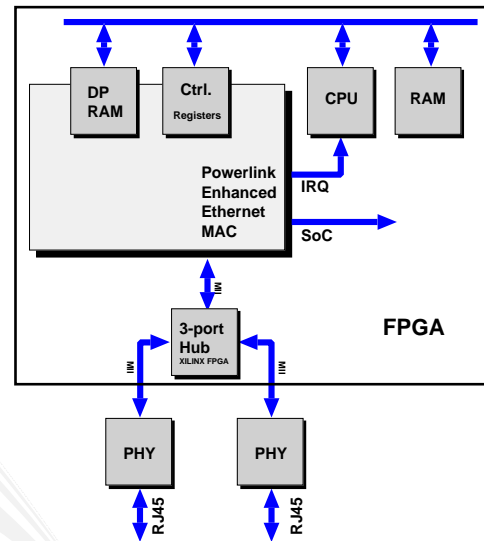 DP
RAM
Ctrl.
Registers
CPU
RAM
Powerlink
Enhanced
Ethernet
MAC
IRQ
SoC
MII
3-port
Hub
XILINX FPGA
FPGA
MII
MII
PHY
PHY
RJ45
RJ45